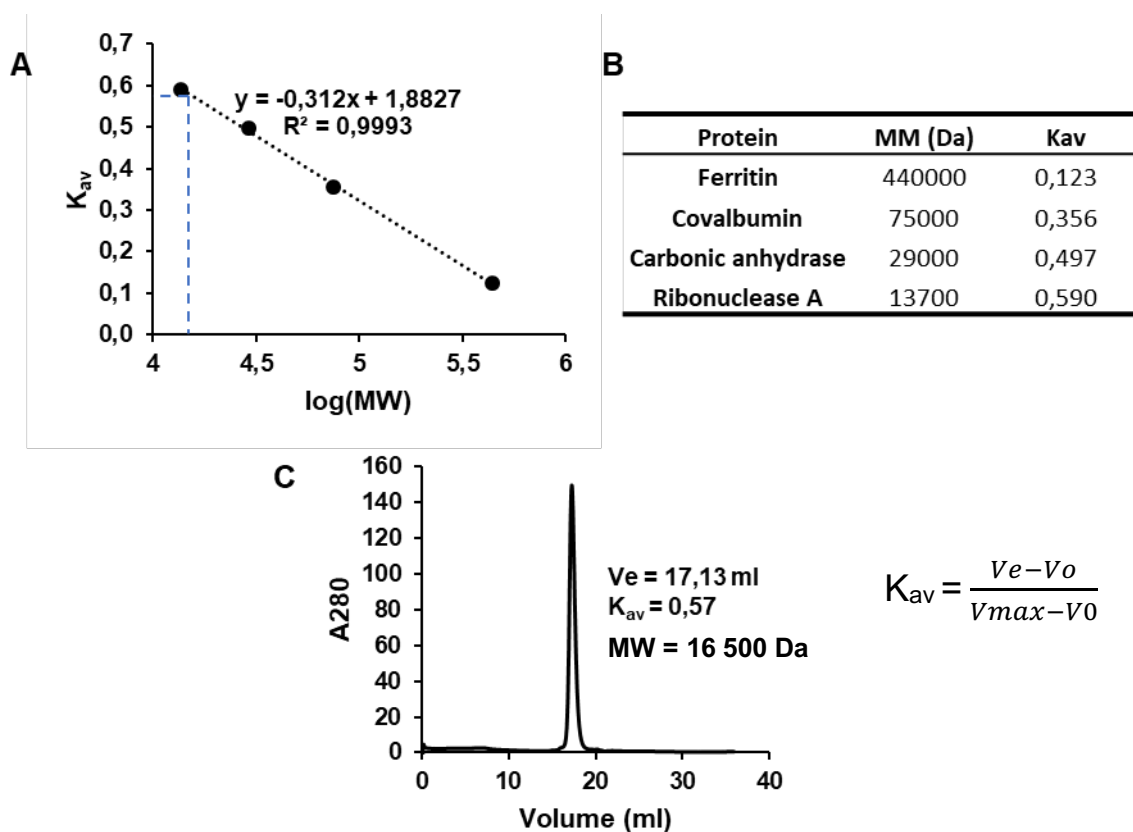 A
0,7
0,6
0,5
0,4
0,3
0,2
0,1
0,0
K_av
y = -0,312x + 1,8827
R² = 0,9993
4 4,5 5 5,5 6
log(MW)
B
Protein MM (Da) Kav
Ferritin 440000 0,123
Covalbumin 75000 0,356
Carbonic anhydrase 29000 0,497
Ribonuclease A 13700 0,590
C
160
140
120
100
80
60
40
20
0
A280
Ve = 17,13 ml
K_av = 0,57
MW = 16 500 Da
0 10 20 30 40
Volume (ml)
K_av = (Ve−Vo)/(Vmax−V0)